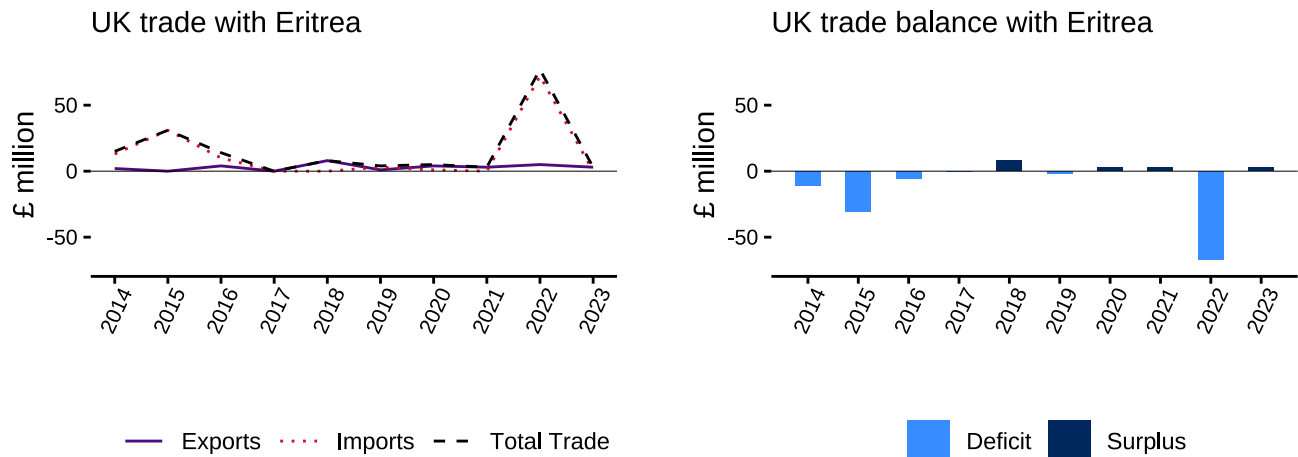 UK trade with Eritrea
£ million
50
0
-50
2014 2015 2016 2017 2018 2019 2020 2021 2022 2023
Exports Imports Total Trade
UK trade balance with Eritrea
£ million
50
0
-50
2014 2015 2016 2017 2018 2019 2020 2021 2022 2023
Deficit Surplus